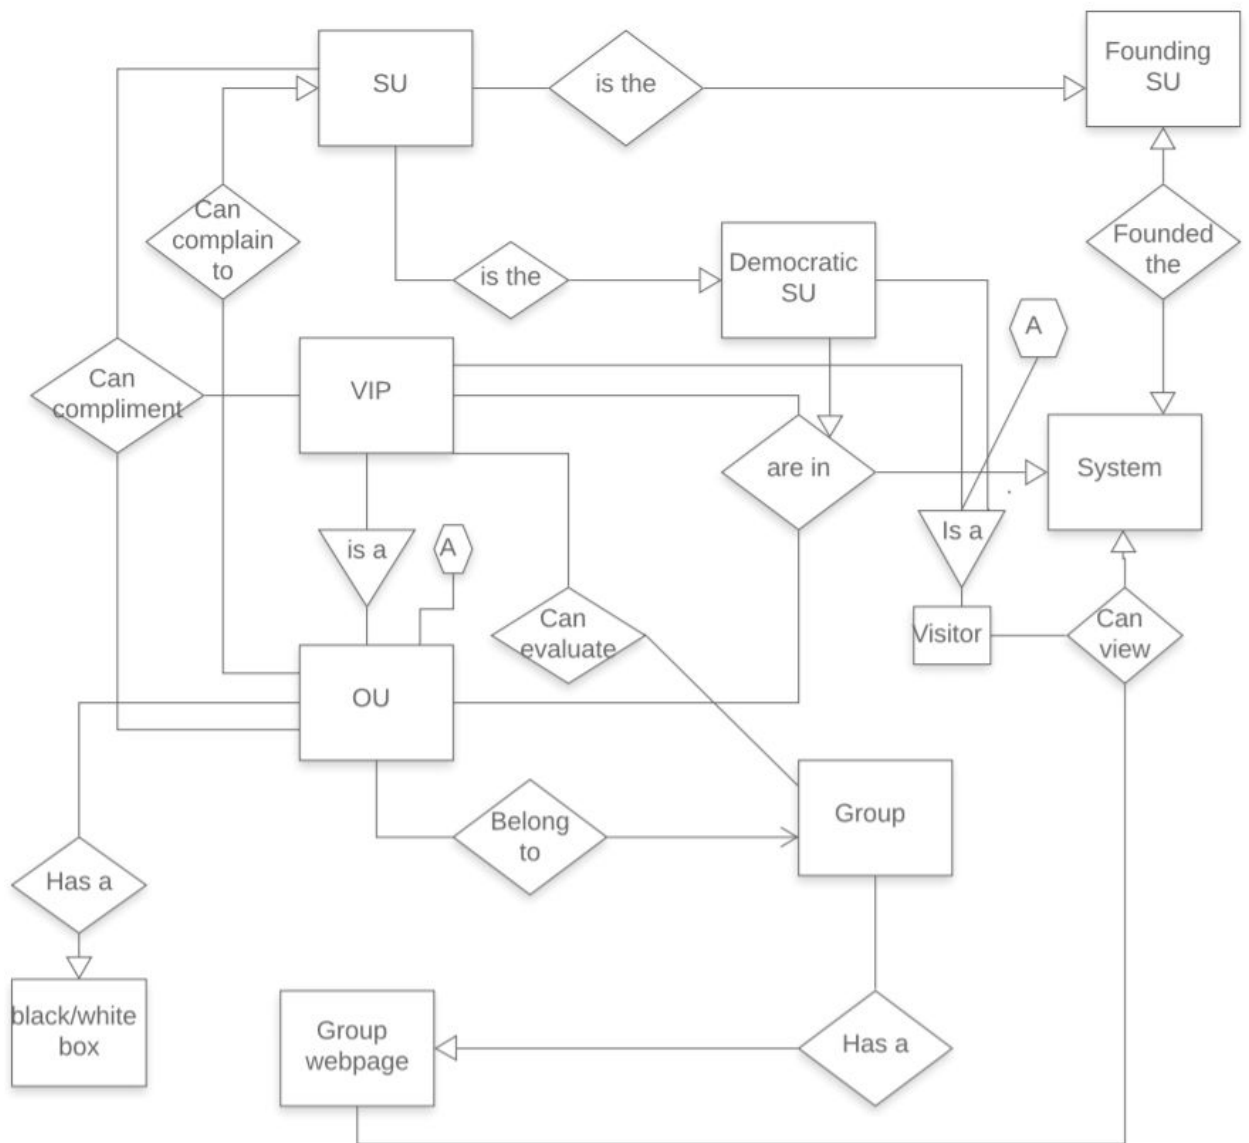 SU
is the
Founding
SU
Can
complain
to
Founded
the
is the
Democratic
SU
A
Can
compliment
VIP
are in
System
is a
A
Is a
Can
evaluate
Visitor
Can
view
OU
Belong
to
Group
Has a
black/white
box
Group
webpage
Has a